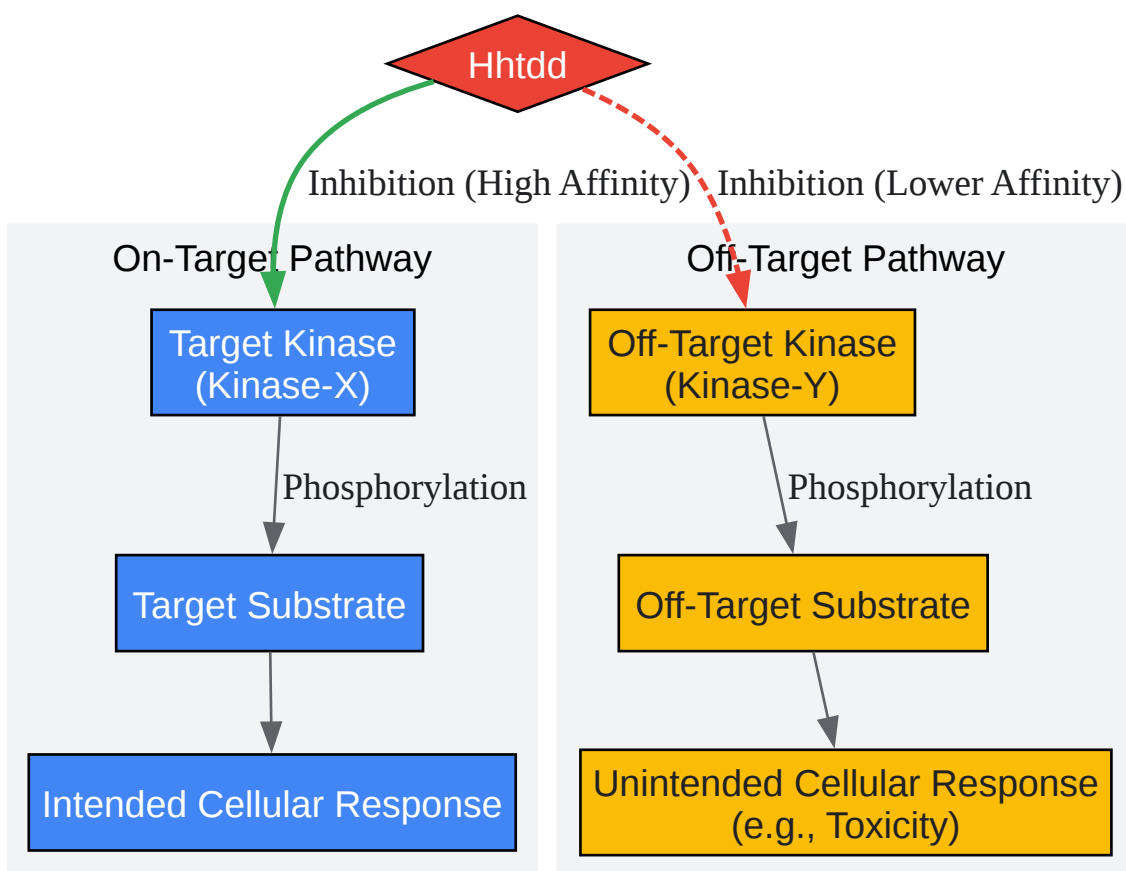 Hhtdd
Inhibition (High Affinity)
Inhibition (Lower Affinity)
On-Target Pathway
Target Kinase
(Kinase-X)
Phosphorylation
Target Substrate
Intended Cellular Response
Off-Target Pathway
Off-Target Kinase
(Kinase-Y)
Phosphorylation
Off-Target Substrate
Unintended Cellular Response
(e.g., Toxicity)